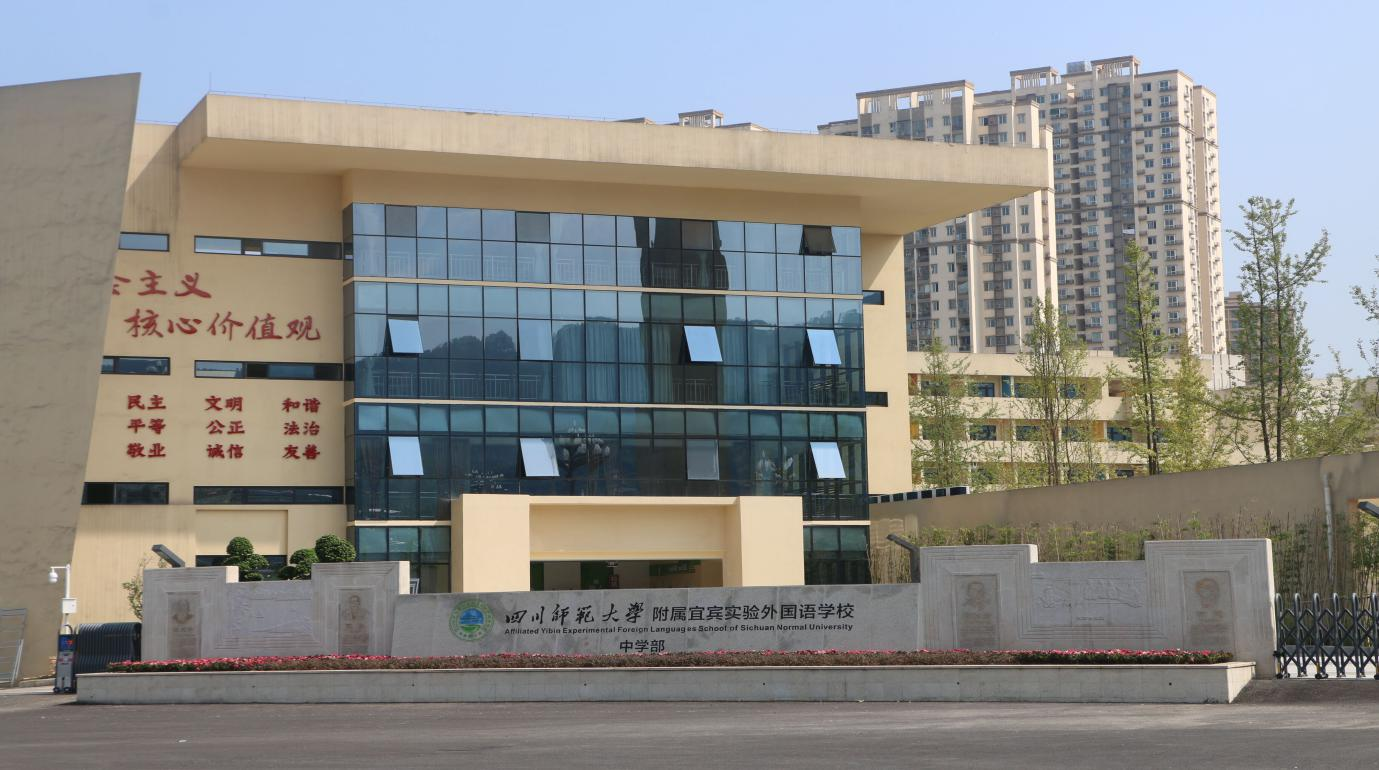 会主义
核心价值观
民主 文明 和谐
平等 公正 法治
敬业 诚信 友善
四川师范大学 附属宜宾实验外国语学校
Affiliated Yibin Experimental Foreign Languages School of Sichuan Normal University
中学部